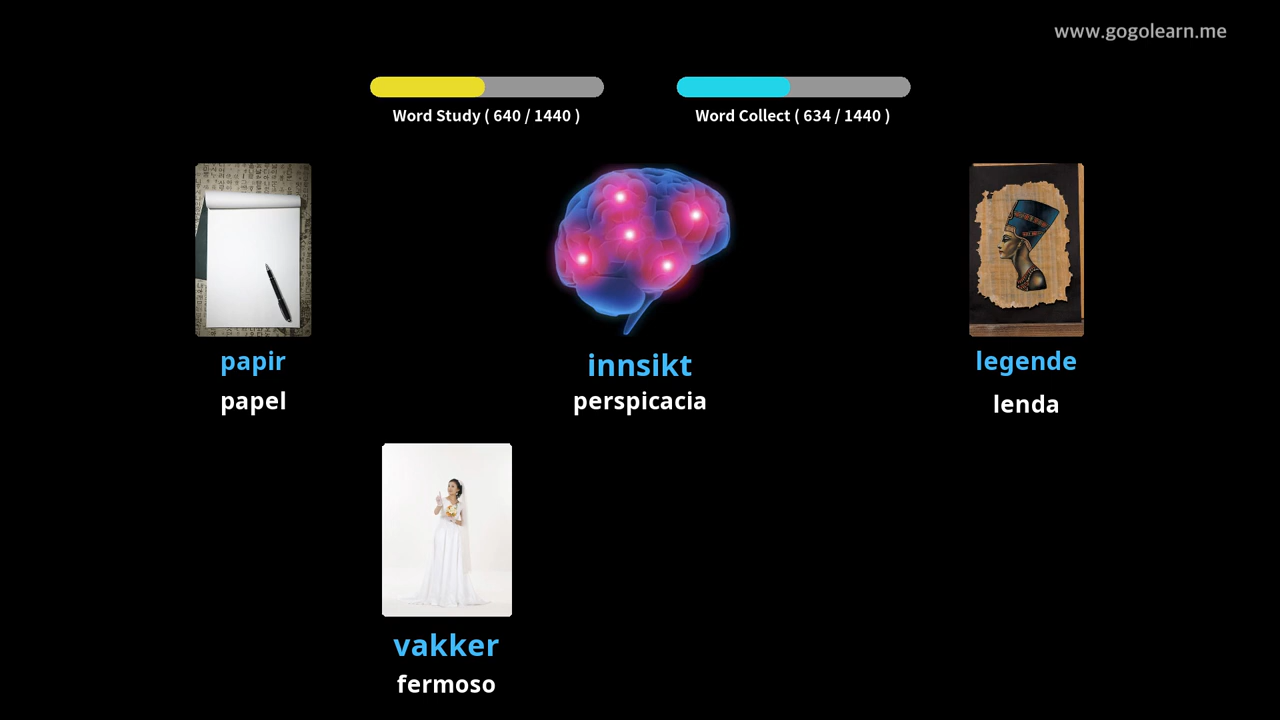 www.gogolearn.me
Word Study ( 640 / 1440 )
Word Collect ( 634 / 1440 )
papir
papel
innsikt
perspicacia
legende
lenda
vakker
fermoso